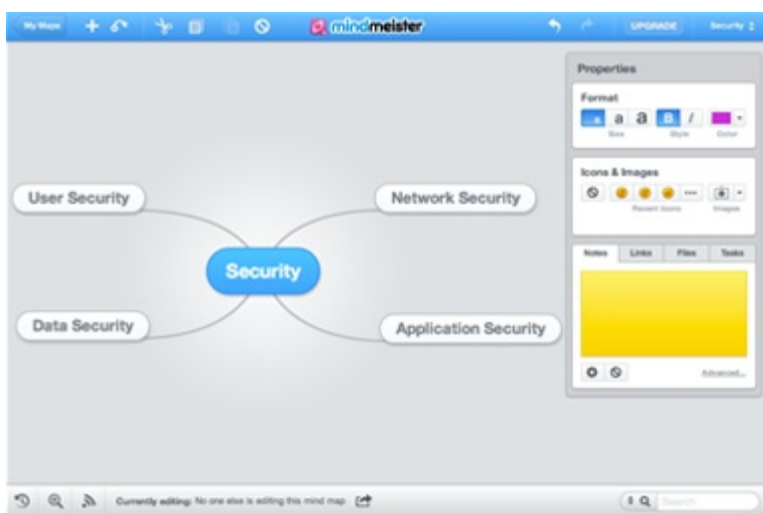 My Maps
mindmeister
UPGRADE
Security
Properties
Format
a a a B I
Size Style Color
Icons & Images
Recent Icons Images
Notes Links Files Tasks
Advanced...
User Security
Network Security
Security
Data Security
Application Security
Currently editing: No one else is editing this mind map
Search